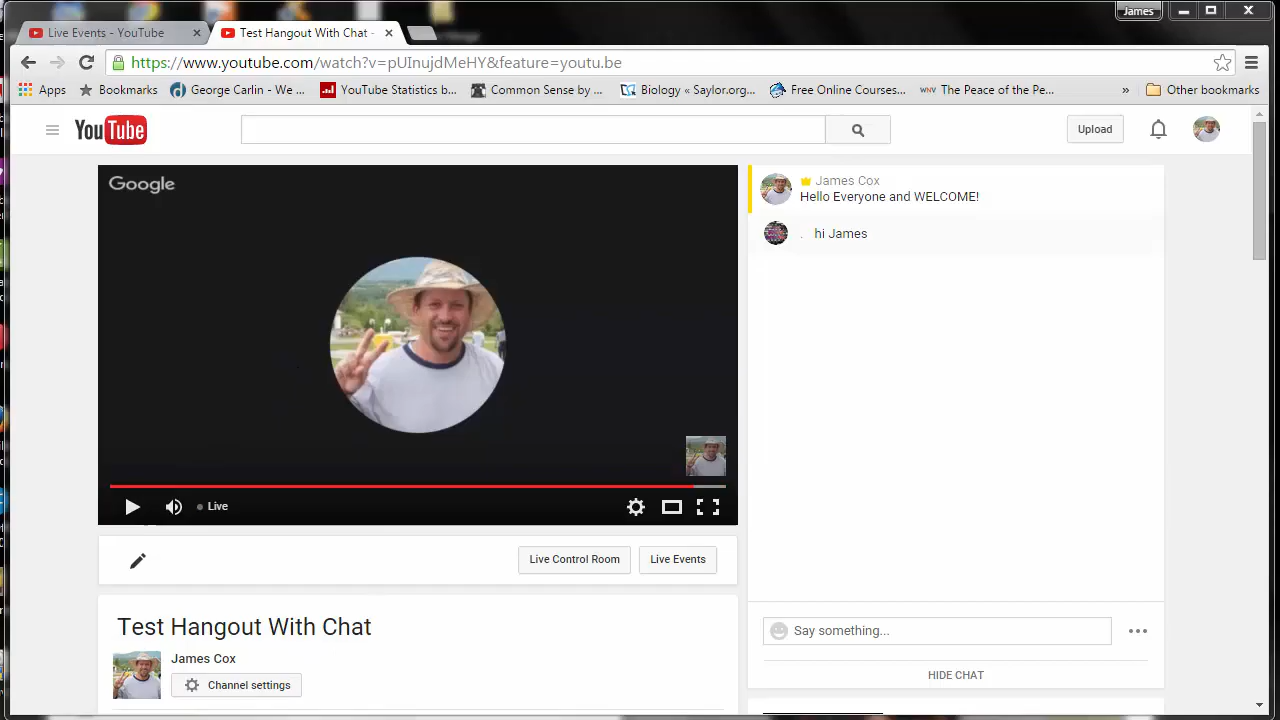 James
Live Events - YouTube
Test Hangout With Chat -
https://www.youtube.com/watch?v=pUInujdMeHY&feature=youtu.be
Apps
Bookmarks
George Carlin - We ...
YouTube Statistics b...
Common Sense by ...
Biology « Saylor.org...
Free Online Courses...
WNV The Peace of the Pe...
»
Other bookmarks
YouTube
Upload
Google
James Cox
Hello Everyone and WELCOME!
. hi James
Live
Live Control Room
Live Events
Test Hangout With Chat
James Cox
Channel settings
Say something...
HIDE CHAT